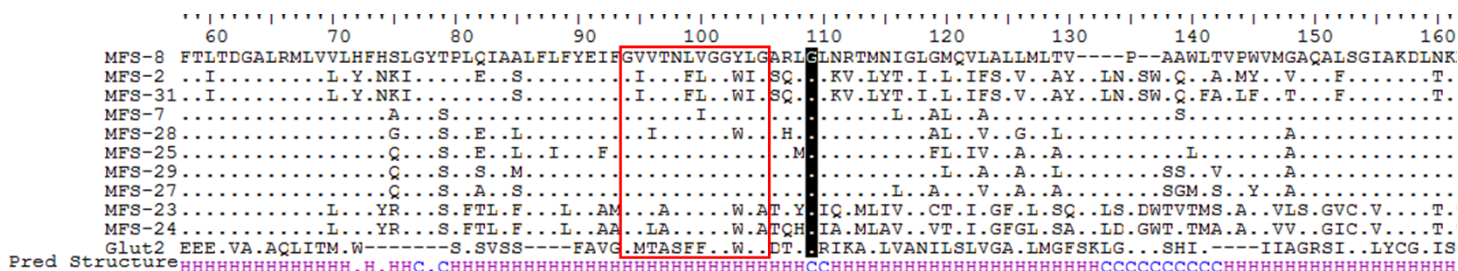 60 70 80 90 100 110 120 130 140 150 160
MFS-8 FTLTDGALRMLVVLHFHSLGYTPLQIAALFLFYEIFGVVTNLVGGYLGARLGLNRTMNIGLGMQVLALLMLTV----P--AAWLTVPWVMGAQALSGIAKDLNK
MFS-2 ..I.........L.Y.NKI.....E..S.........I...FL..WI.SQ...KV.LYT.I.L.IFS.V..AY..LN.SW.Q..A.MY..V...F.......T.
MFS-31 ..I.........L.Y.NKI........S.........I...FL..WI.SQ...KV.LYT.I.L.IFS.V..AY..LN.SW.Q.FA.LF..T...F.......T.
MFS-7 .................A...S....................I...............L..AL..A...............S......................
MFS-28 .................G...S..E..L..........I......W...H...........AL..V..G..L..................A.............
MFS-25 .................Q...S..E..L..I...F...............M..........FL.IV..A..A..........L.......A.............
MFS-29 .................Q...S..S..M..................................L..A..A..L........SS..V.....A.............
MFS-27 .................Q...S..A..S..............................L..A...V..A..A........SGM.S..Y..A.............
MFS-23 ............L...YR...S.FTL.F...L..AM...A.....W.AT.Y.IQ.MLIV..CT.I.GF.L.SQ..LS.DWTVTMS.A..VLS.GVC.V....T.
MFS-24 ............L...YR...S.FTL.F...L..AA..LA.....W.ATQH.IA.MLAV..VT.I.GFGL.SA..LD.GWT.TMA.A..VV..GIC.V....T.
Glut2 EEE.VA.AQLITM.W-------S.SVSS----FAVG.MTASFF..W..DT..RIKA.LVANILSLVGA.LMGFSKLG...SHI....IIAGRSI..LYCG.IS
Pred Structure HHHHHHHHHHHHHH.H.HHC.CHHHHHHHHHHHHHHHHHHHHHHHHHHHHHCCHHHHHHHHHHHHHHHHHHHHHHCCCCCCCCCCHHHHHHHHHHHHHHHHHHH